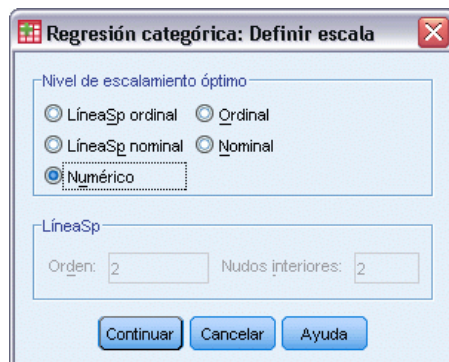 Regresión categórica: Definir escala
Nivel de escalamiento óptimo
LíneaSp ordinal Ordinal
LíneaSp nominal Nominal
Numérico
LíneaSp
Orden: 2 Nudos interiores: 2
Continuar Cancelar Ayuda